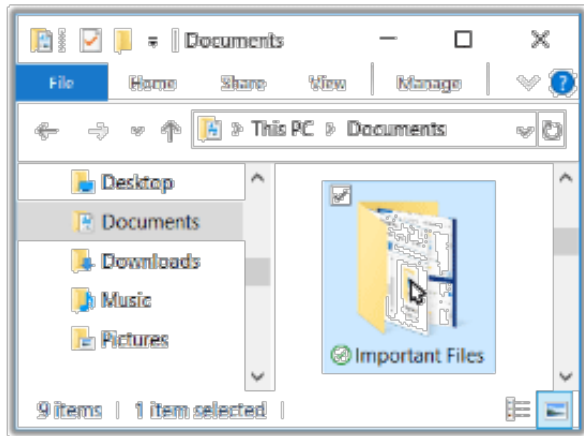 Documents
File Home Share View Manage
This PC Documents
Desktop
Documents
Downloads
Music
Pictures
Important Files
9 items 1 item selected